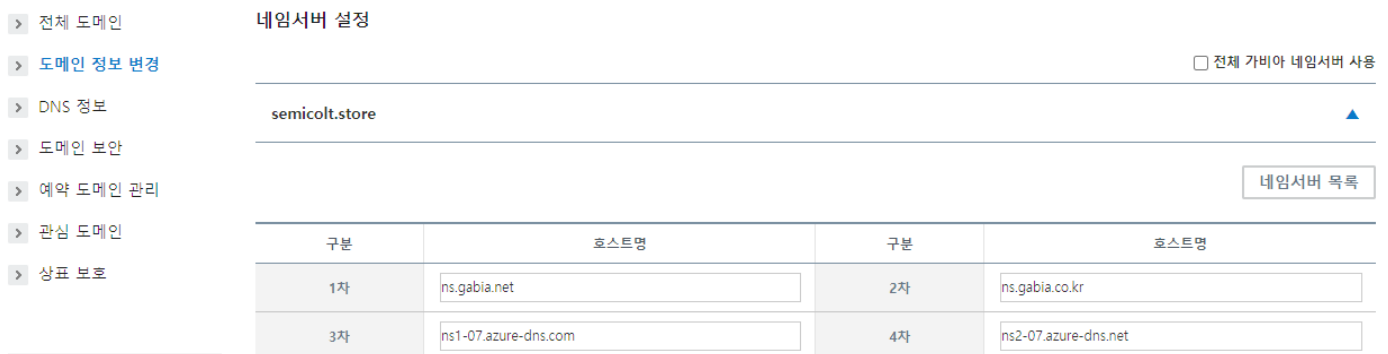 전체 도메인
도메인 정보 변경
DNS 정보
도메인 보안
예약 도메인 관리
관심 도메인
상표 보호
네임서버 설정
전체 가비아 네임서버 사용
semicolt.store
네임서버 목록
구분 호스트명 구분 호스트명
1차 ns.gabia.net 2차 ns.gabia.co.kr
3차 ns1-07.azure-dns.com 4차 ns2-07.azure-dns.net